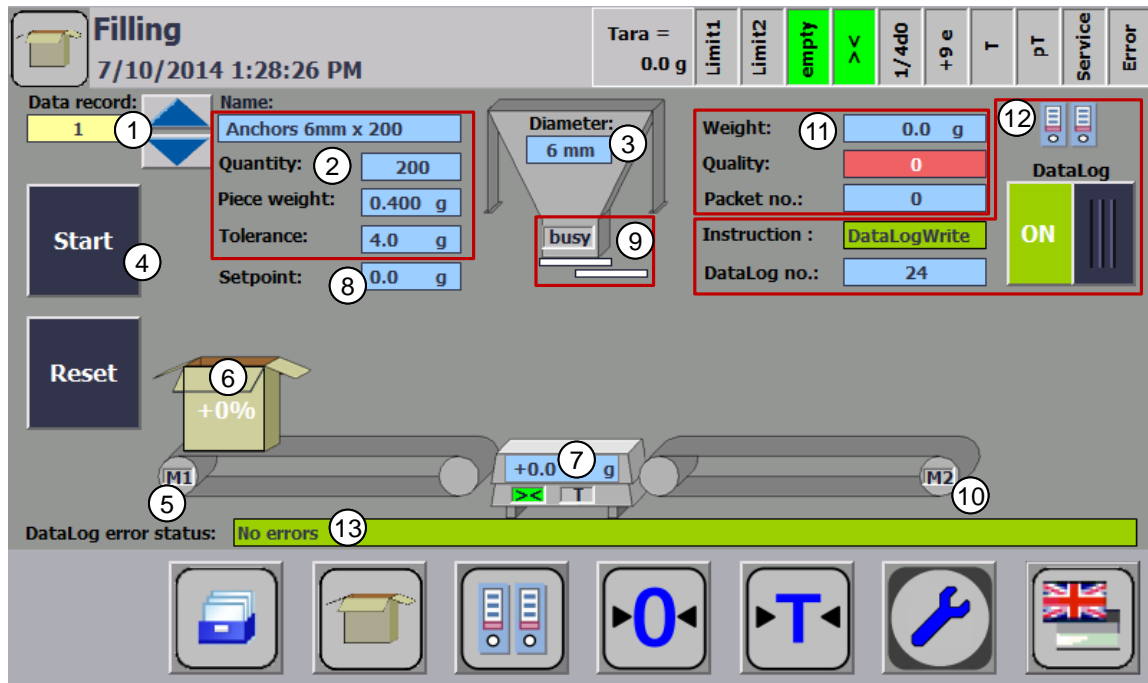 Filling
7/10/2014 1:28:26 PM
Tara =
0.0 g
Limit1
Limit2
empty
><
1/4d0
+9 e
T
pT
Service
Error
Data record:
1
1
Name:
Anchors 6mm x 200
Quantity:
2
200
Piece weight:
0.400 g
Tolerance:
4.0 g
Setpoint:
8
0.0 g
Diameter:
6 mm
3
busy
9
Weight:
11
0.0 g
Quality:
0
Packet no.:
0
Instruction :
DataLogWrite
DataLog no.:
24
12
DataLog
ON
Start
4
Reset
6
+0%
M1
5
+0.0 g
7
><
T
M2
10
DataLog error status:
No errors
13
0
T